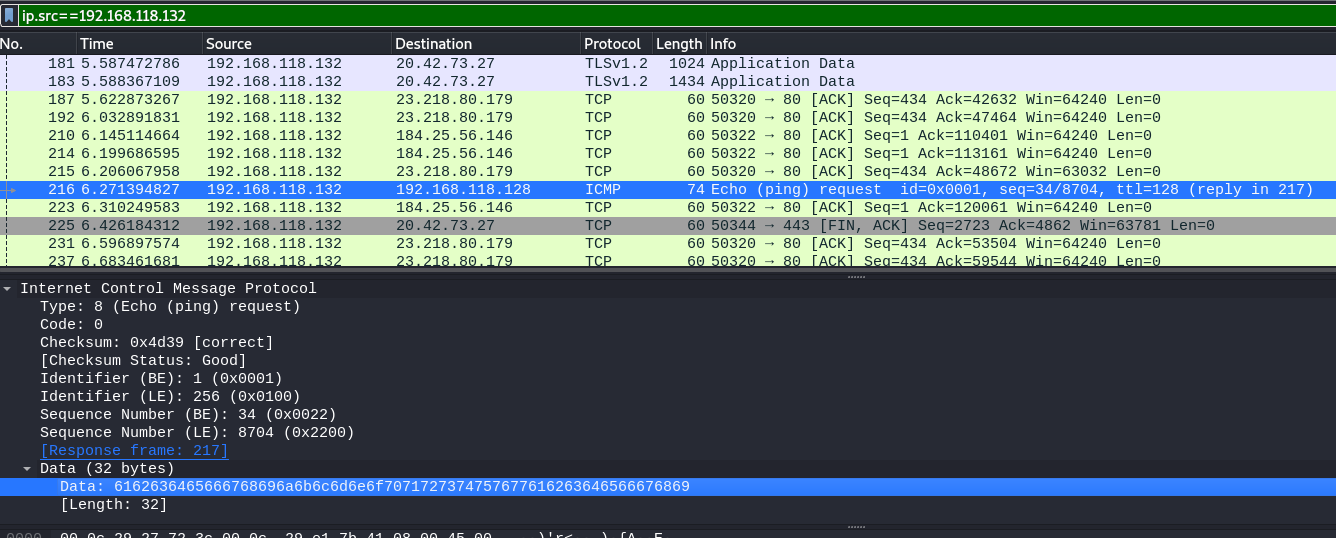 ip.src==192.168.118.132
No. Time Source Destination Protocol Length Info
181 5.587472786 192.168.118.132 20.42.73.27 TLSv1.2 1024 Application Data
183 5.588367109 192.168.118.132 20.42.73.27 TLSv1.2 1434 Application Data
187 5.622873267 192.168.118.132 23.218.80.179 TCP 60 50320 → 80 [ACK] Seq=434 Ack=42632 Win=64240 Len=0
192 6.032891831 192.168.118.132 23.218.80.179 TCP 60 50320 → 80 [ACK] Seq=434 Ack=47464 Win=64240 Len=0
210 6.145114664 192.168.118.132 184.25.56.146 TCP 60 50322 → 80 [ACK] Seq=1 Ack=110401 Win=64240 Len=0
214 6.199686595 192.168.118.132 184.25.56.146 TCP 60 50322 → 80 [ACK] Seq=1 Ack=113161 Win=64240 Len=0
215 6.206067958 192.168.118.132 23.218.80.179 TCP 60 50320 → 80 [ACK] Seq=434 Ack=48672 Win=63032 Len=0
216 6.271394827 192.168.118.132 192.168.118.128 ICMP 74 Echo (ping) request id=0x0001, seq=34/8704, ttl=128 (reply in 217)
223 6.310249583 192.168.118.132 184.25.56.146 TCP 60 50322 → 80 [ACK] Seq=1 Ack=120061 Win=64240 Len=0
225 6.426184312 192.168.118.132 20.42.73.27 TCP 60 50344 → 443 [FIN, ACK] Seq=2723 Ack=4862 Win=63781 Len=0
231 6.596897574 192.168.118.132 23.218.80.179 TCP 60 50320 → 80 [ACK] Seq=434 Ack=53504 Win=64240 Len=0
237 6.683461681 192.168.118.132 23.218.80.179 TCP 60 50320 → 80 [ACK] Seq=434 Ack=59544 Win=64240 Len=0
Internet Control Message Protocol
Type: 8 (Echo (ping) request)
Code: 0
Checksum: 0x4d39 [correct]
[Checksum Status: Good]
Identifier (BE): 1 (0x0001)
Identifier (LE): 256 (0x0100)
Sequence Number (BE): 34 (0x0022)
Sequence Number (LE): 8704 (0x2200)
[Response frame: 217]
Data (32 bytes)
Data: 6162636465666768696a6b6c6d6e6f7071727374757677616263646566676869
[Length: 32]